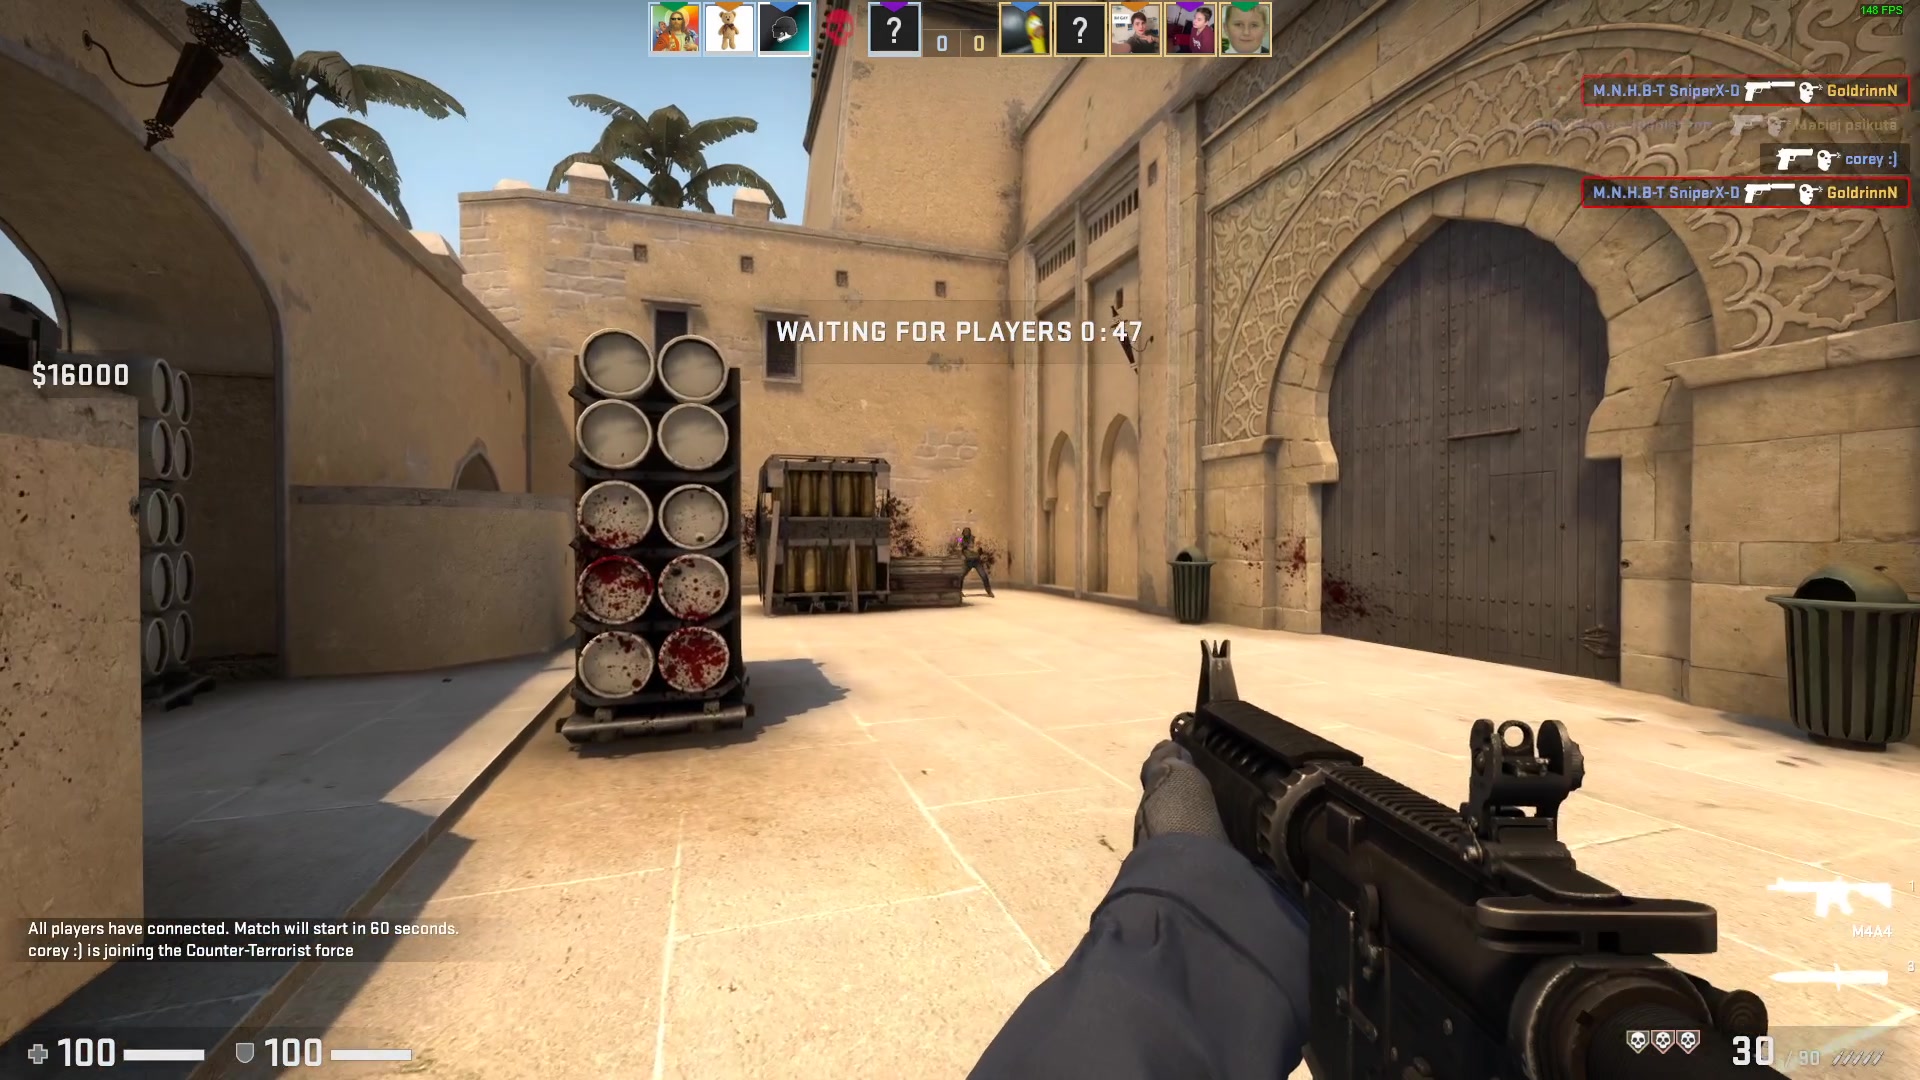 148 FPS
? 0 0 ?
M.N.H.B-T SniperX-D GoldrinnN
Maciej psikuta
corey :)
M.N.H.B-T SniperX-D GoldrinnN
WAITING FOR PLAYERS 0:47
$16000
All players have connected. Match will start in 60 seconds.
corey :) is joining the Counter-Terrorist force
1
M4A4
3
100 100
30 / 90